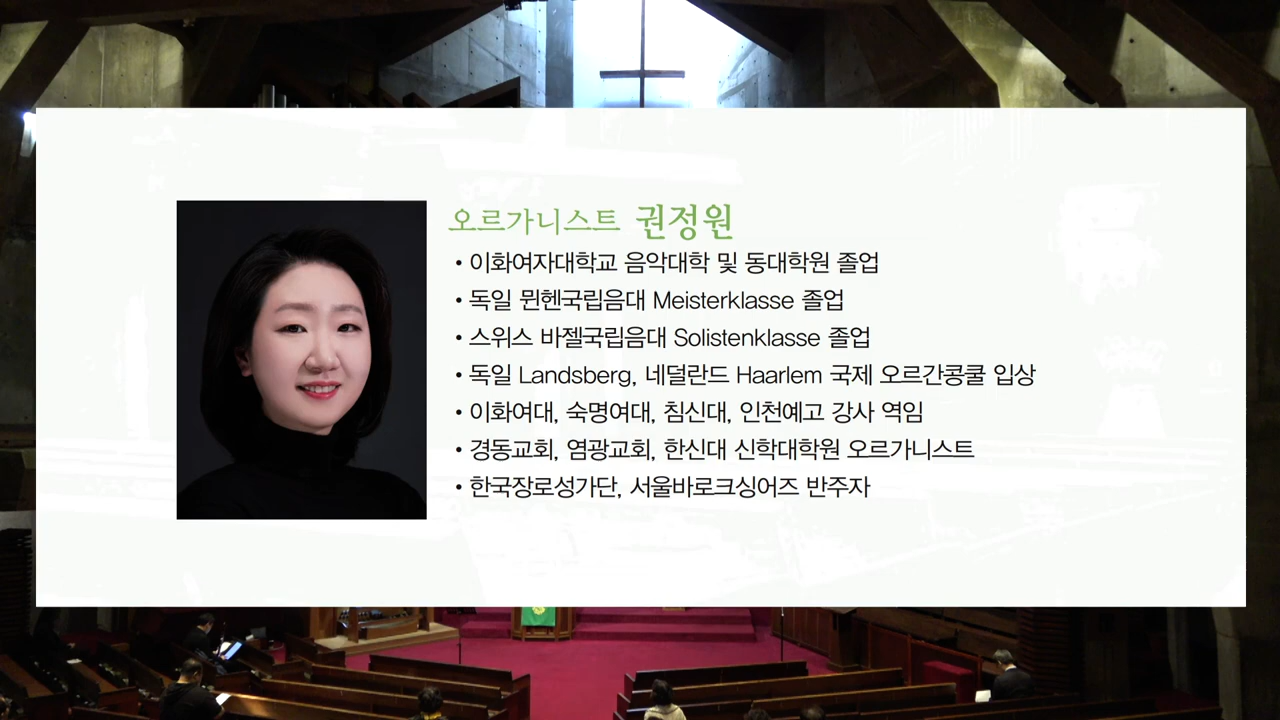 오르가니스트 권정원
• 이화여자대학교 음악대학 및 동대학원 졸업
• 독일 뮌헨국립음대 Meisterklasse 졸업
• 스위스 바젤국립음대 Solistenklasse 졸업
• 독일 Landsberg, 네덜란드 Haarlem 국제 오르간콩쿨 입상
• 이화여대, 숙명여대, 침신대, 인천예고 강사 역임
• 경동교회, 염광교회, 한신대 신학대학원 오르가니스트
• 한국장로성가단, 서울바로크싱어즈 반주자